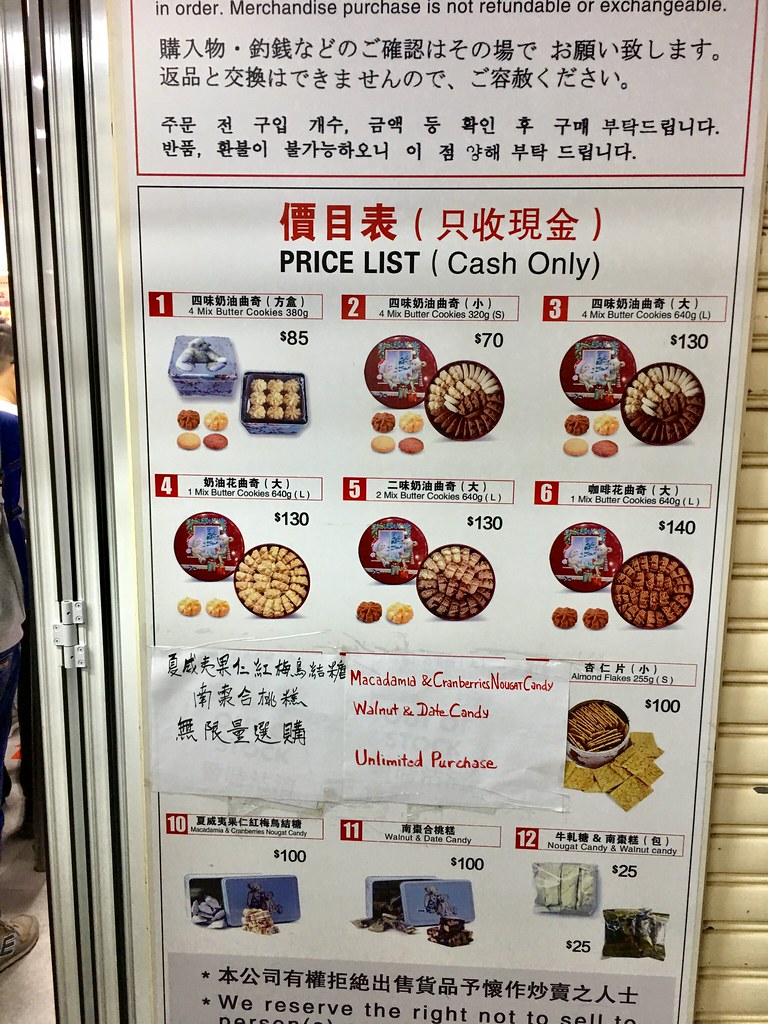 in order. Merchandise purchase is not refundable or exchangeable.
購入物・釣銭などのご確認はその場で お願い致します。
返品と交換はできませんので、ご容赦ください。
주문 전 구입 개수, 금액 등 확인 후 구매 부탁드립니다.
반품, 환불이 불가능하오니 이 점 양해 부탁 드립니다.
價目表 ( 只收現金 )
PRICE LIST ( Cash Only)
1 四味奶油曲奇 ( 方盒 )
4 Mix Butter Cookies 380g
$85
2 四味奶油曲奇 ( 小 )
4 Mix Butter Cookies 320g (S)
$70
3 四味奶油曲奇 ( 大 )
4 Mix Butter Cookies 640g (L)
$130
4 奶油花曲奇 ( 大 )
1 Mix Butter Cookies 640g ( L )
$130
5 二味奶油曲奇 ( 大 )
2 Mix Butter Cookies 640g ( L )
$130
6 咖啡花曲奇 ( 大 )
1 Mix Butter Cookies 640g ( L )
$140
夏威夷果仁紅梅鳥結糖
南棗合桃糕
無限量選購
Macadamia & Cranberries Nougat Candy
Walnut & Date Candy
Unlimited Purchase
杏仁片 ( 小 )
Almond Flakes 255g ( S )
$100
10 夏威夷果仁紅梅鳥結糖
Macadamia & Cranberries Nougat Candy
$100
11 南棗合桃糕
Walnut & Date Candy
$100
12 牛軋糖 & 南棗糕 ( 包 )
Nougat Candy & Walnut candy
$25
$25
* 本公司有權拒絶出售貨品予懷作炒賣之人士
* We reserve the right not to sell to
person(s)